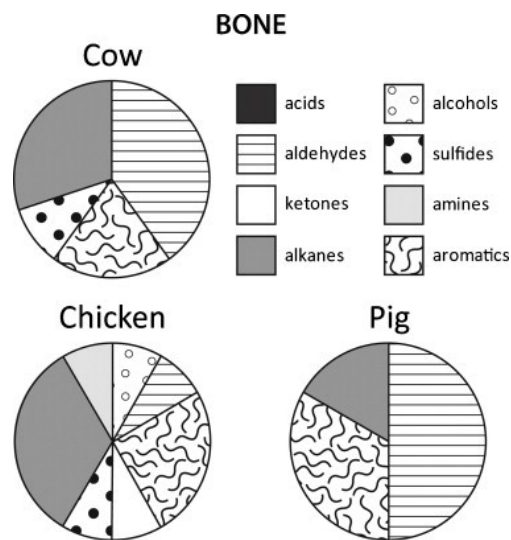 BONE
Cow
acids
alcohols
aldehydes
sulfides
ketones
amines
alkanes
aromatics
Chicken
Pig